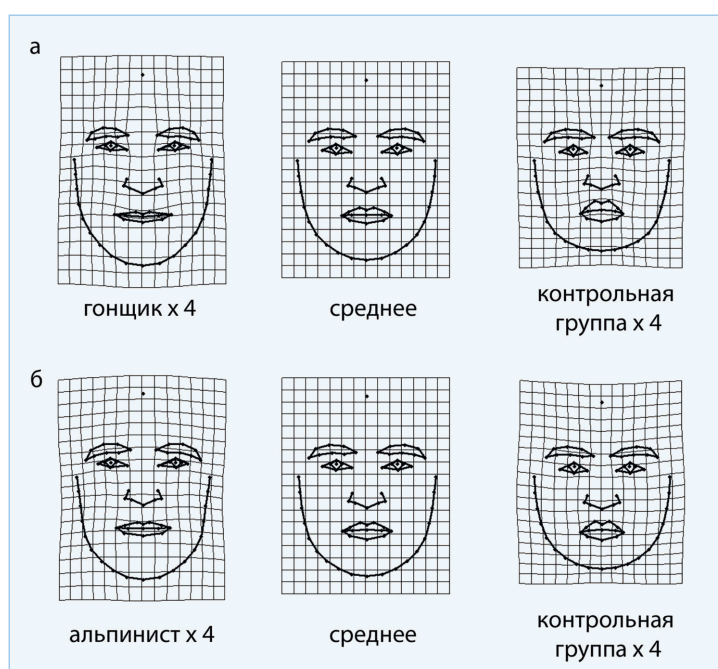 а
гонщик х 4
среднее
контрольная
группа х 4
б
альпинист х 4
среднее
контрольная
группа х 4